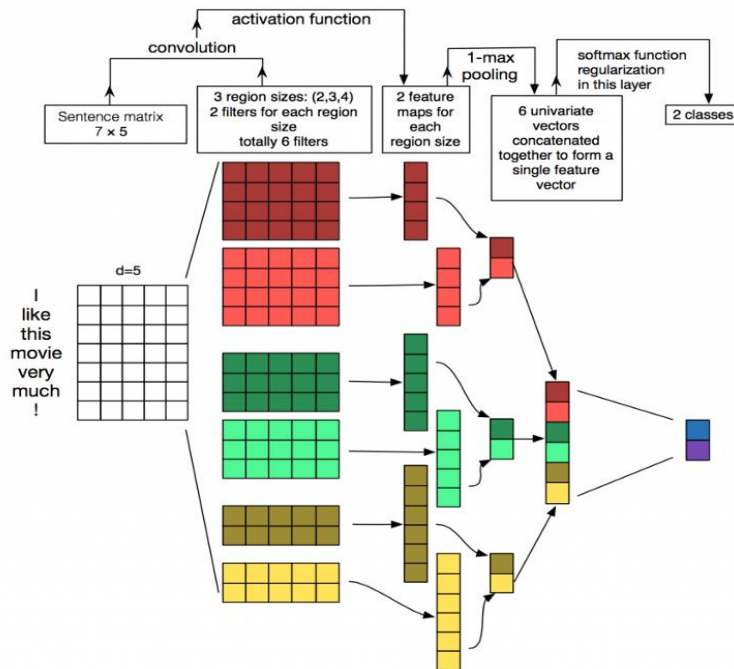 activation function
convolution
1-max
pooling
softmax function
regularization
in this layer
Sentence matrix
7 × 5
3 region sizes: (2,3,4)
2 filters for each region
size
totally 6 filters
2 feature
maps for
each
region size
6 univariate
vectors
concatenated
together to form a
single feature
vector
2 classes
d=5
I
like
this
movie
very
much
!